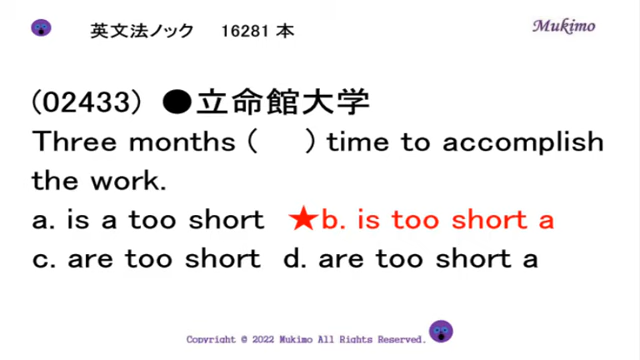 英文法ノック 16281 本
Mukimo
(02433) ●立命館大学
Three months ( ) time to accomplish
the work.
a. is a too short ★b. is too short a
c. are too short d. are too short a
Copyright @ 2022 Mukimo All Rights Reserved.